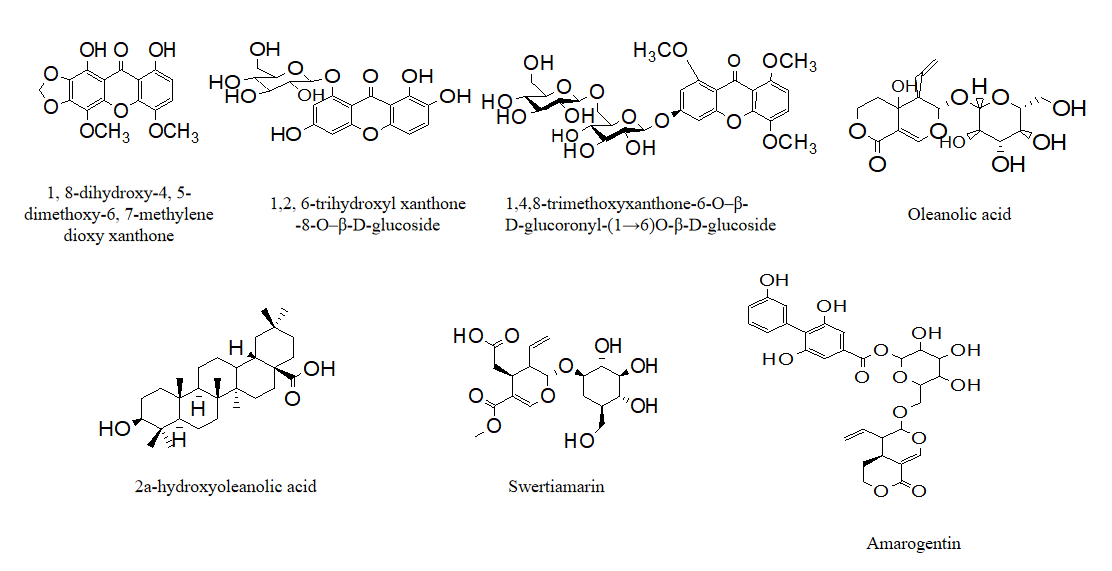 OH O OH
O
O O
OCH3 OCH3
1, 8-dihydroxy-4, 5-
dimethoxy-6, 7-methylene
dioxy xanthone
OH
HO O O O OH
HO OH OH
HO O
1,2, 6-trihydroxyl xanthone
-8-O–β-D-glucoside
H3CO O OCH3
OH
HO O O O
HO OH O O O
HO
HO OH OCH3
1,4,8-trimethoxyxanthone-6-O–β-
D-glucoronyl-(1→6)O-β-D-glucoside
OH O H O OH
O O HO OH
O OH
Oleanolic acid
H OH
O
H
HO H
2a-hydroxyoleanolic acid
HO O OH
O OH
O O OH
O HO
Swertiamarin
OH
OH OH
HO O OH
O O OH
O
O
O
O O
Amarogentin